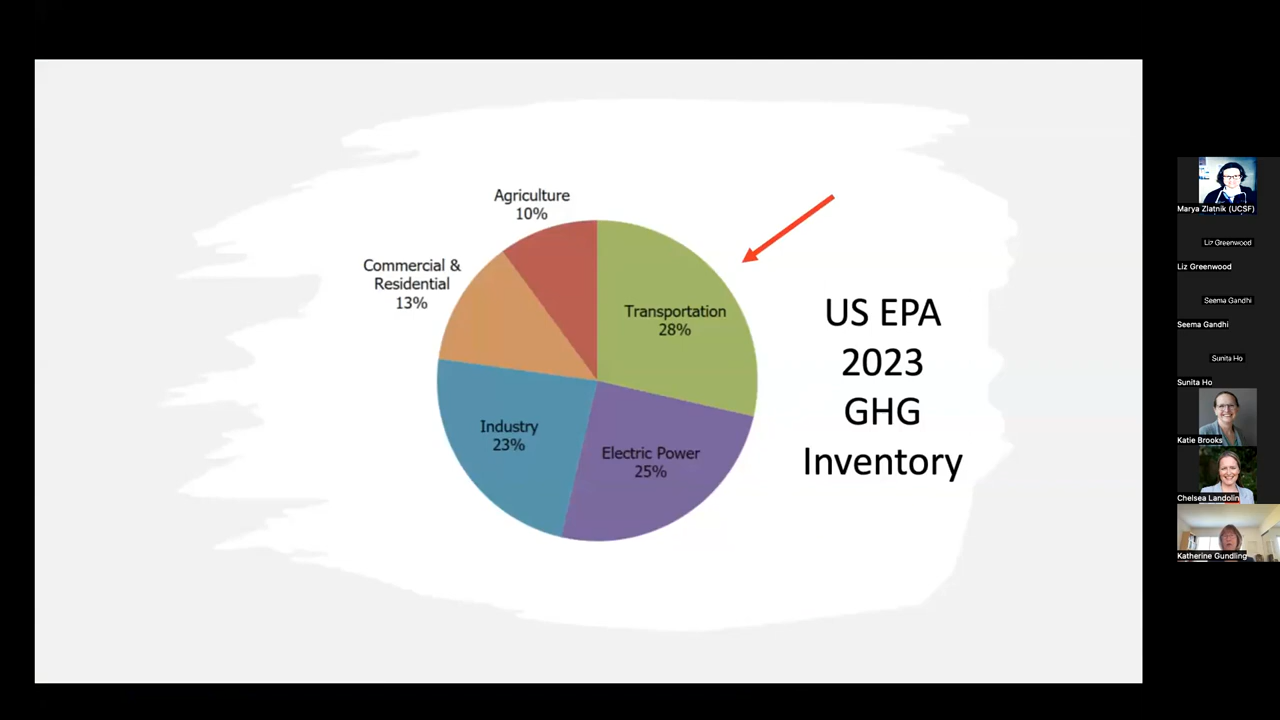 Agriculture
10%
Commercial &
Residential
13%
Transportation
28%
Industry
23%
Electric Power
25%
US EPA
2023
GHG
Inventory
Marya Zlatnik (UCSF)
Liz Greenwood
Liz Greenwood
Seema Gandhi
Seema Gandhi
Sunita Ho
Sunita Ho
Katie Brooks
Chelsea Landolin
Katherine Gundling